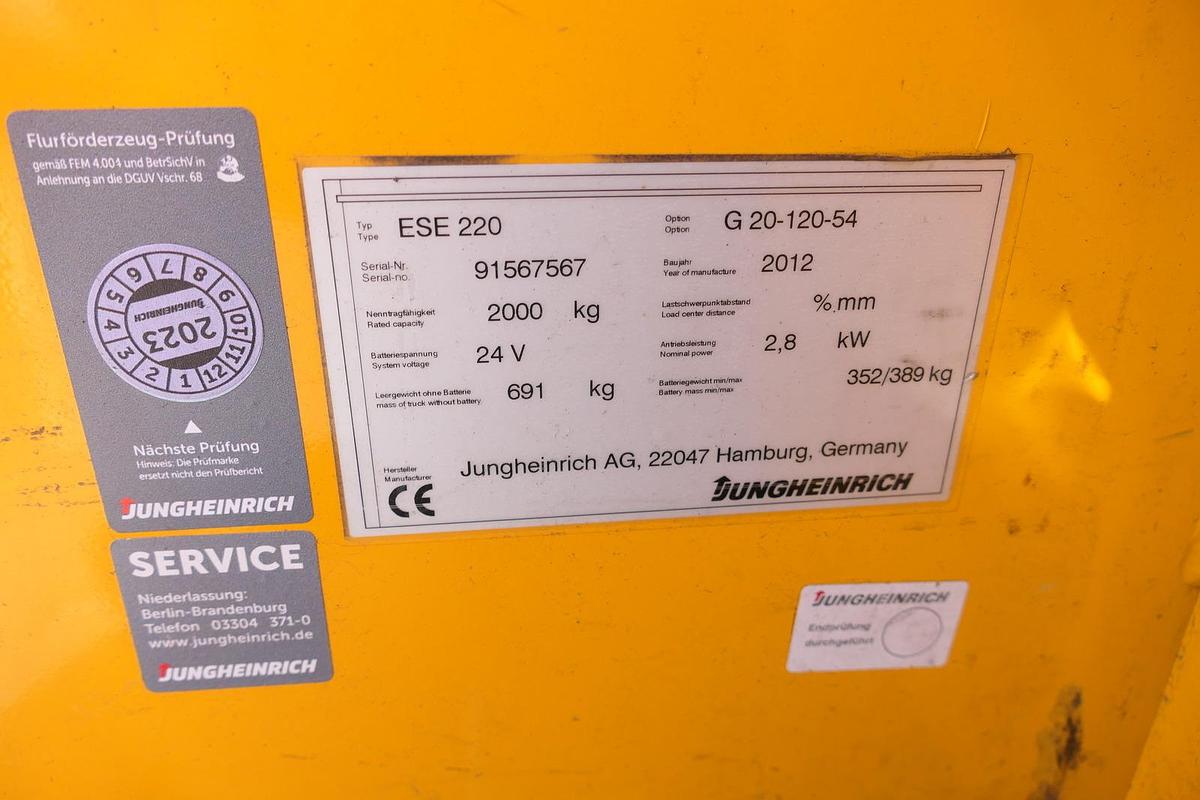 Flurförderzeug-Prüfung
gemäß FEM 4.004 und BetrSichV in
Anlehnung an die DGUV Vschr. 68
1 2 3 4 5 6 7 8 9 10 11 12
JUNGHEINRICH
2023
Nächste Prüfung
Hinweis: Die Prüfmarke
ersetzt nicht den Prüfbericht
JUNGHEINRICH
SERVICE
Niederlassung:
Berlin-Brandenburg
Telefon 03304 371-0
www.jungheinrich.de
JUNGHEINRICH
Typ
Type ESE 220
Option
Option G 20-120-54
Serial-Nr.
Serial-no. 91567567
Baujahr
Year of manufacture 2012
Nenntragfähigkeit
Rated capacity 2000 kg
Lastschwerpunktabstand
Load center distance %. mm
Batteriespannung
System voltage 24 V
Antriebsleistung
Nominal power 2,8 kW
Leergewicht ohne Batterie
mass of truck without battery 691 kg
Batteriegewicht min/max
Battery mass min/max 352/389 kg
Hersteller
Manufacturer Jungheinrich AG, 22047 Hamburg, Germany
CE
JUNGHEINRICH
JUNGHEINRICH
Endprüfung
durchgeführt